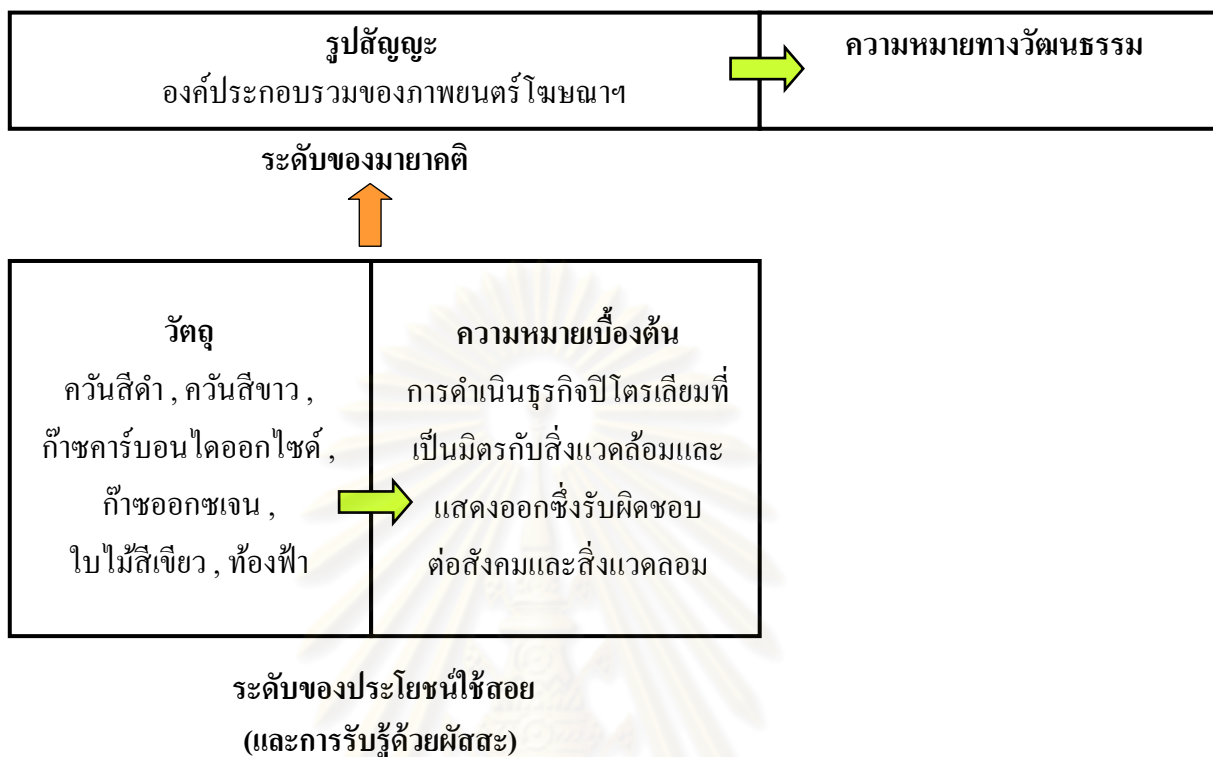 รูปสัญญะ
องค์ประกอบรวมของภาพยนตร์โฆษณาฯ
ความหมายทางวัฒนธรรม
ระดับของมายาคติ
วัตถุ
ควันสีดำ , ควันสีขาว ,
ก๊าซคาร์บอนไดออกไซด์ ,
ก๊าซออกซเจน ,
ใบไม้สีเขียว , ท้องฟ้า
ความหมายเบื้องต้น
การดำเนินธุรกิจปิโตรเลียมที่
เป็นมิตรกับสิ่งแวดล้อมและ
แสดงออกซึ่งรับผิดชอบ
ต่อสังคมและสิ่งแวดลอม
ระดับของประโยชน์ใช้สอย
(และการรับรู้ด้วยผัสสะ)